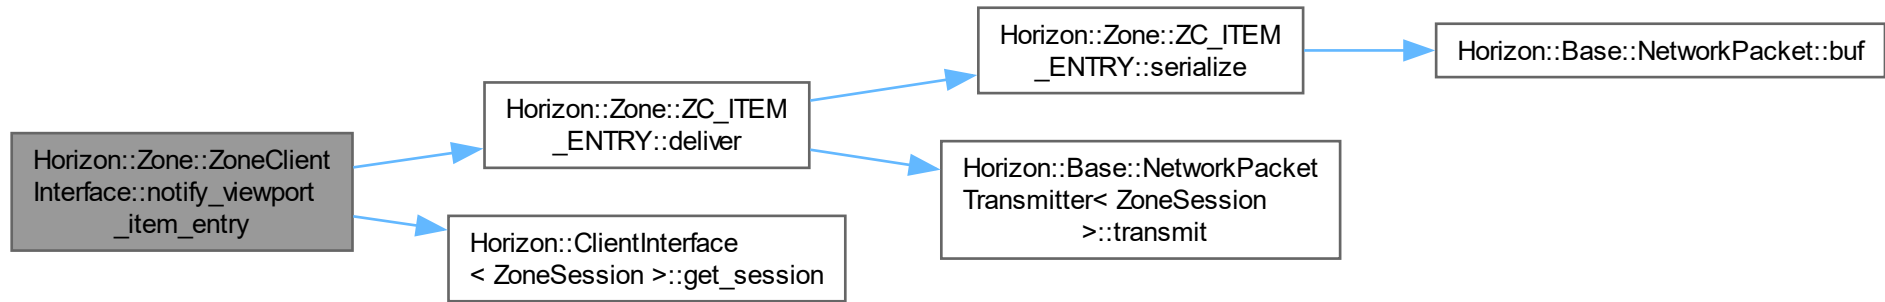 Horizon::Zone::ZoneClient
Interface::notify_viewport
_item_entry
Horizon::Zone::ZC_ITEM
_ENTRY::deliver
Horizon::Zone::ZC_ITEM
_ENTRY::serialize
Horizon::Base::NetworkPacket::buf
Horizon::Base::NetworkPacket
Transmitter< ZoneSession
>::transmit
Horizon::ClientInterface
< ZoneSession >::get_session